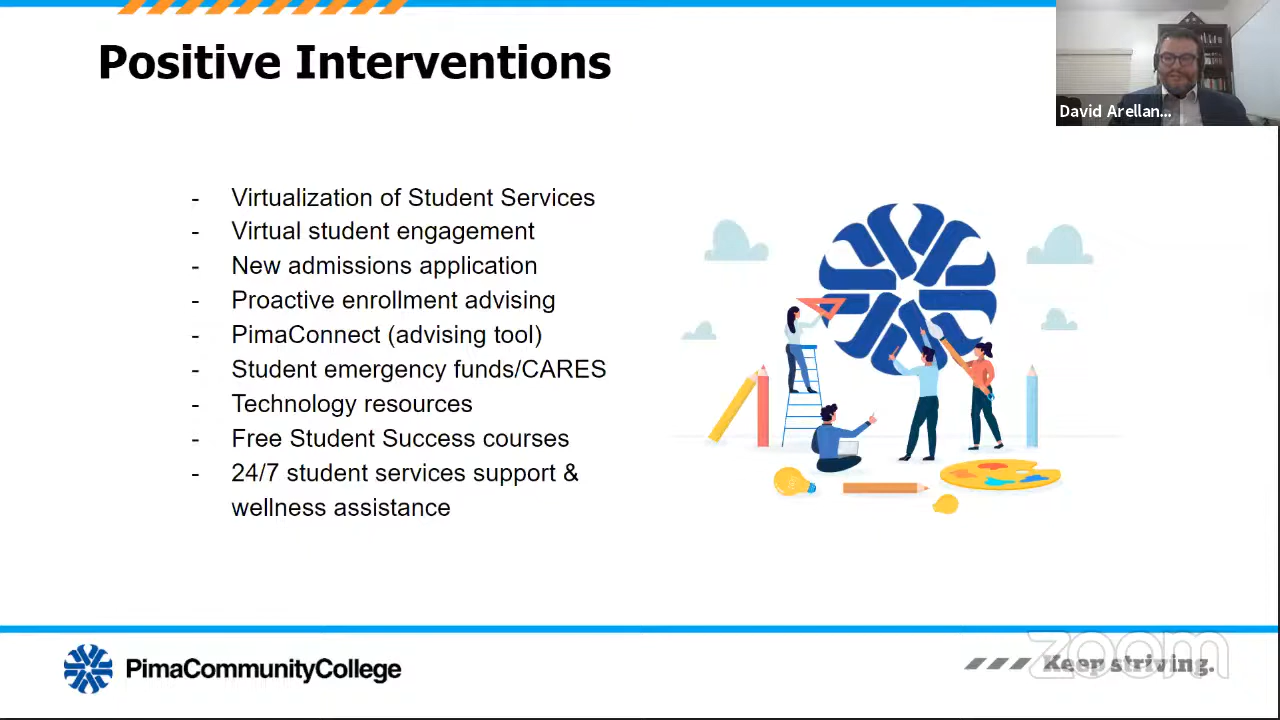 Positive Interventions
David Arellan...
- Virtualization of Student Services
- Virtual student engagement
- New admissions application
- Proactive enrollment advising
- PimaConnect (advising tool)
- Student emergency funds/CARES
- Technology resources
- Free Student Success courses
- 24/7 student services support &
wellness assistance
PimaCommunityCollege
Keep striving.
zoom